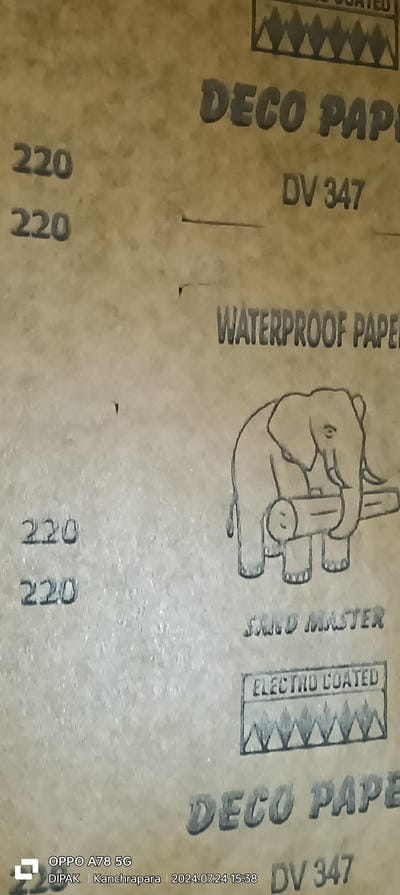 COATED
DECO PAPE
220
DV 347
220
WATERPROOF PAPE
220
220
SAND MASTER
ELECTRO COATED
DECO PAPE
220
DV 347
OPPO A78 5G
DIPAK Kanchrapara 2024.07.24 15:38